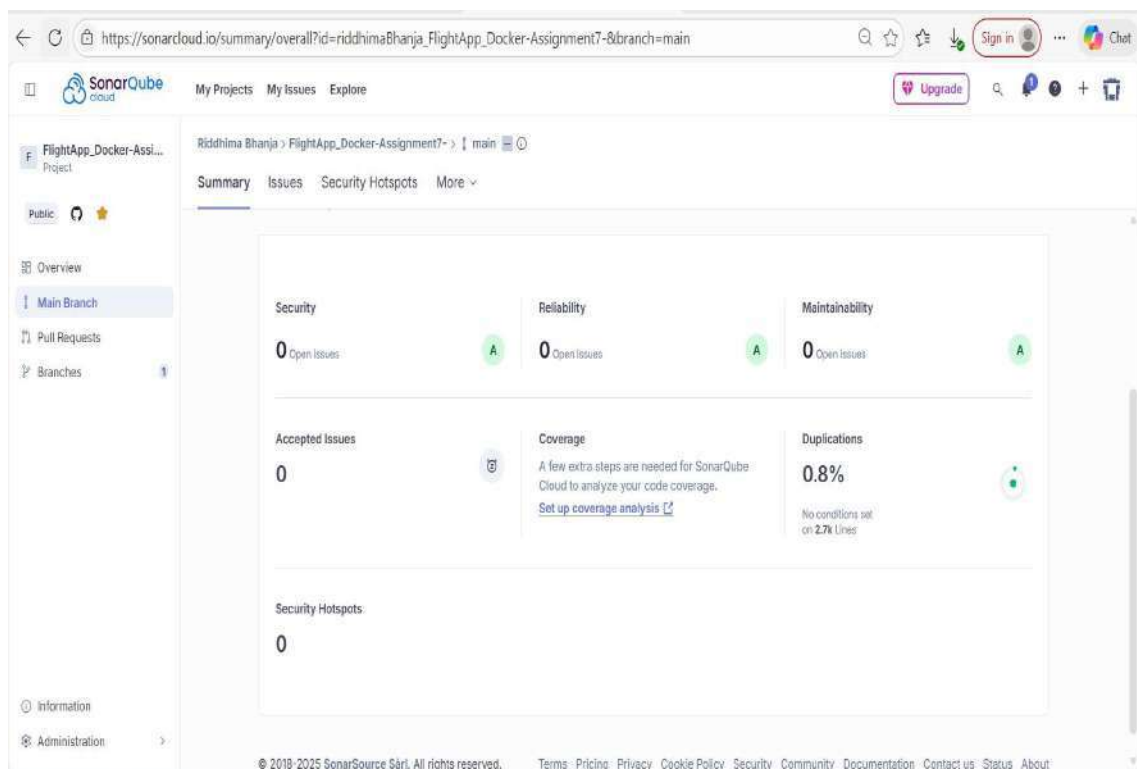 https://sonarcloud.io/summary/overall?id=riddhimaBhanja_FlightApp_Docker-Assignment7-&branch=main
Sign in
Chat
SonarQube
cloud
My Projects My Issues Explore
Upgrade
1
F
FlightApp_Docker-Assi...
Project
Public
Riddhima Bhanja > FlightApp_Docker-Assignment7- > main
Summary Issues Security Hotspots More
Overview
Main Branch
Pull Requests
Branches 1
Security
0 Open issues A
Reliability
0 Open issues A
Maintainability
0 Open issues A
Accepted Issues
0
Coverage
A few extra steps are needed for SonarQube
Cloud to analyze your code coverage.
Set up coverage analysis
Duplications
0.8%
No conditions set
on 2.7k Lines
Security Hotspots
0
Information
Administration
© 2018-2025 SonarSource Sàrl. All rights reserved.
Terms Pricing Privacy Cookie Policy Security Community Documentation Contact us Status About